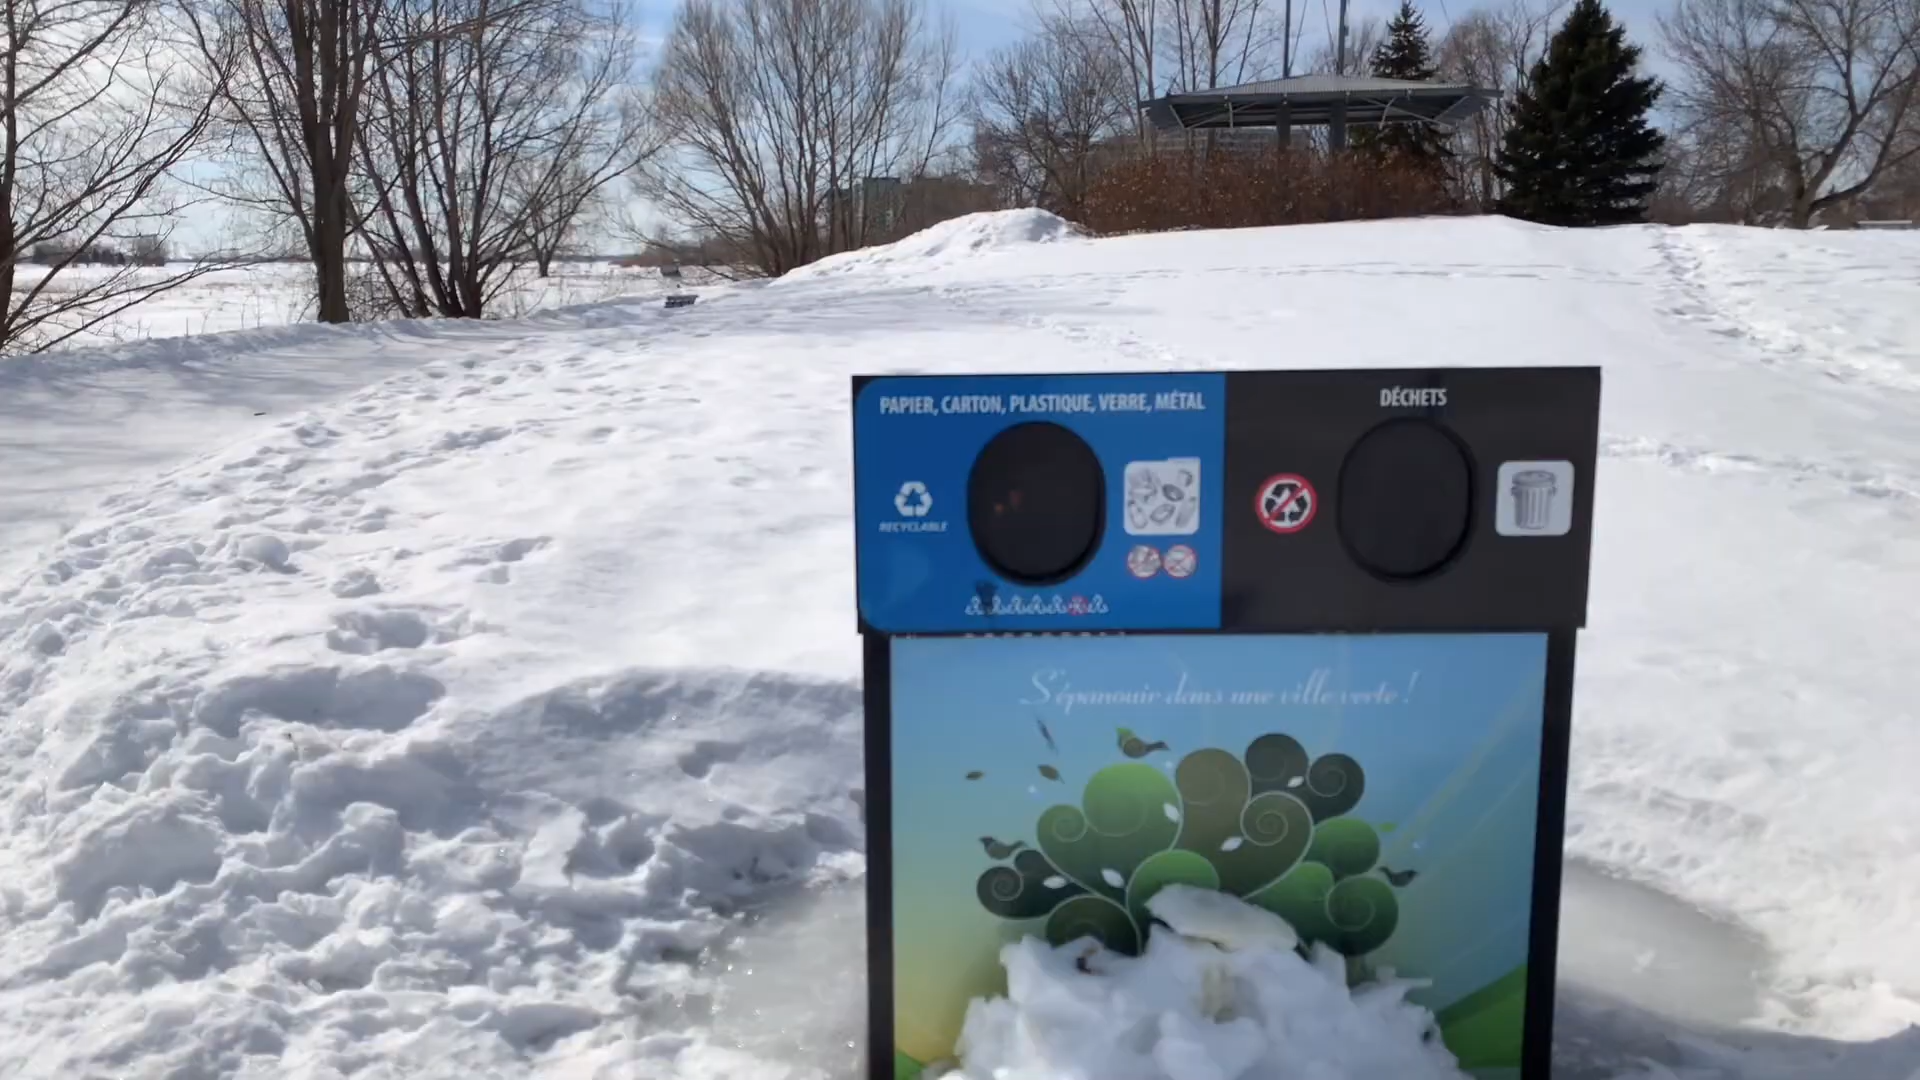 PAPIER, CARTON, PLASTIQUE, VERRE, MÉTAL
DÉCHETS
RECYCLABLE
S'épanouir dans une ville verte !